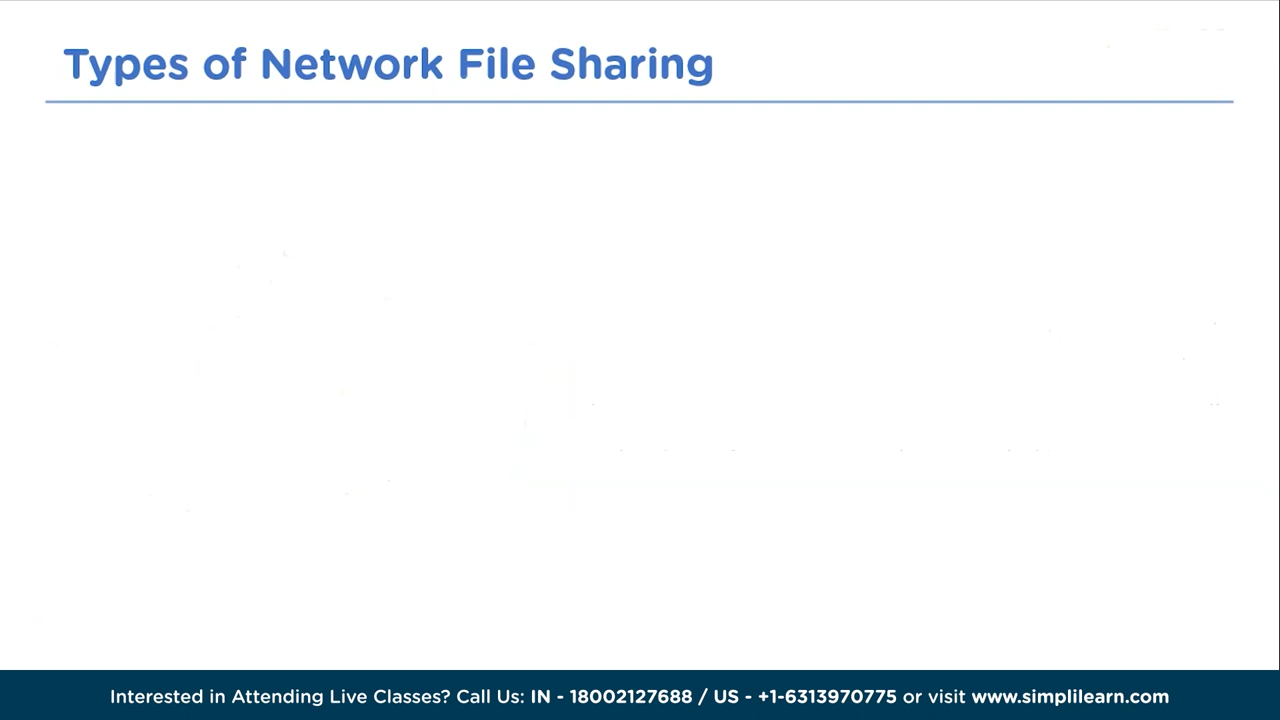 Types of Network File Sharing
Interested in Attending Live Classes? Call Us: IN - 18002127688 / US - +1-6313970775 or visit www.simplilearn.com